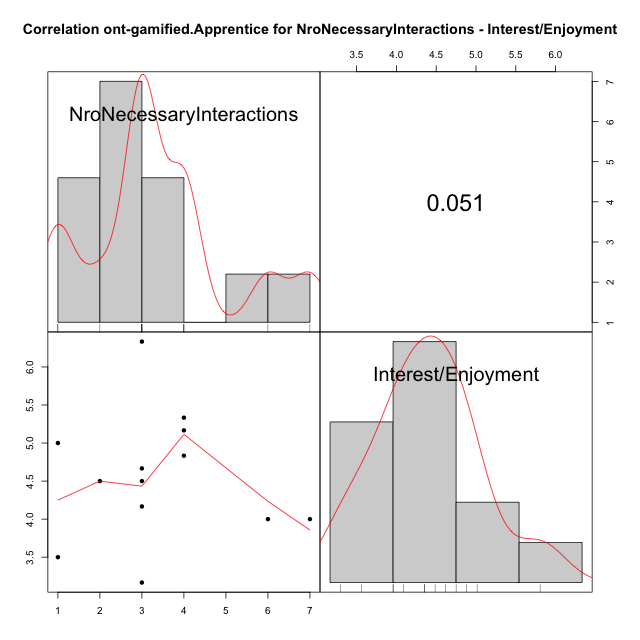 Correlation ont-gamified.Apprentice for NroNecessaryInteractions - Interest/Enjoyment
3.5 4.0 4.5 5.0 5.5 6.0
NroNecessaryInteractions
0.051
7
6
5
4
3
2
1
Interest/Enjoyment
6.0
5.5
5.0
4.5
4.0
3.5
1 2 3 4 5 6 7